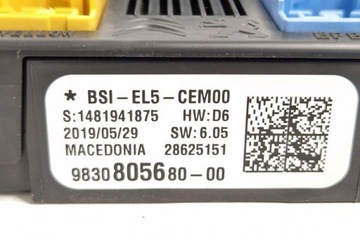 * BSI-EL5-CEM00
S:1481941875 HW:D6
2019/05/29 SW: 6.05
MACEDONIA 28625151
9830805680-00